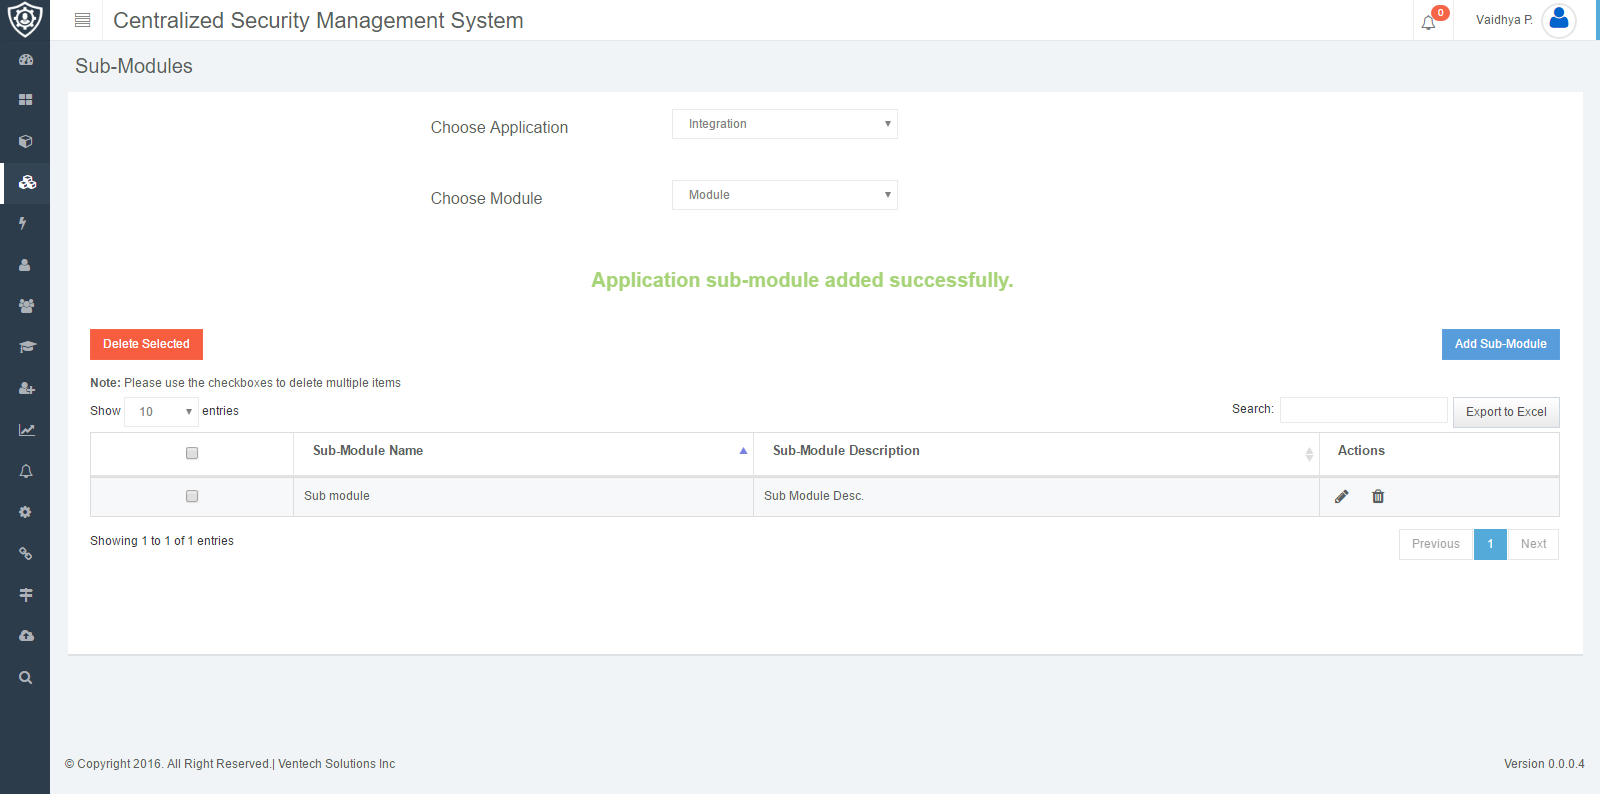 Centralized Security Management System
0
Vaidhya P.
Sub-Modules
Choose Application
Integration
Choose Module
Module
Application sub-module added successfully.
Delete Selected
Add Sub-Module
Note: Please use the checkboxes to delete multiple items
Show 10 entries
Search:
Export to Excel
Sub-Module Name
Sub-Module Description
Actions
Sub module
Sub Module Desc.
Showing 1 to 1 of 1 entries
Previous
1
Next
© Copyright 2016. All Right Reserved.| Ventech Solutions Inc
Version 0.0.0.4